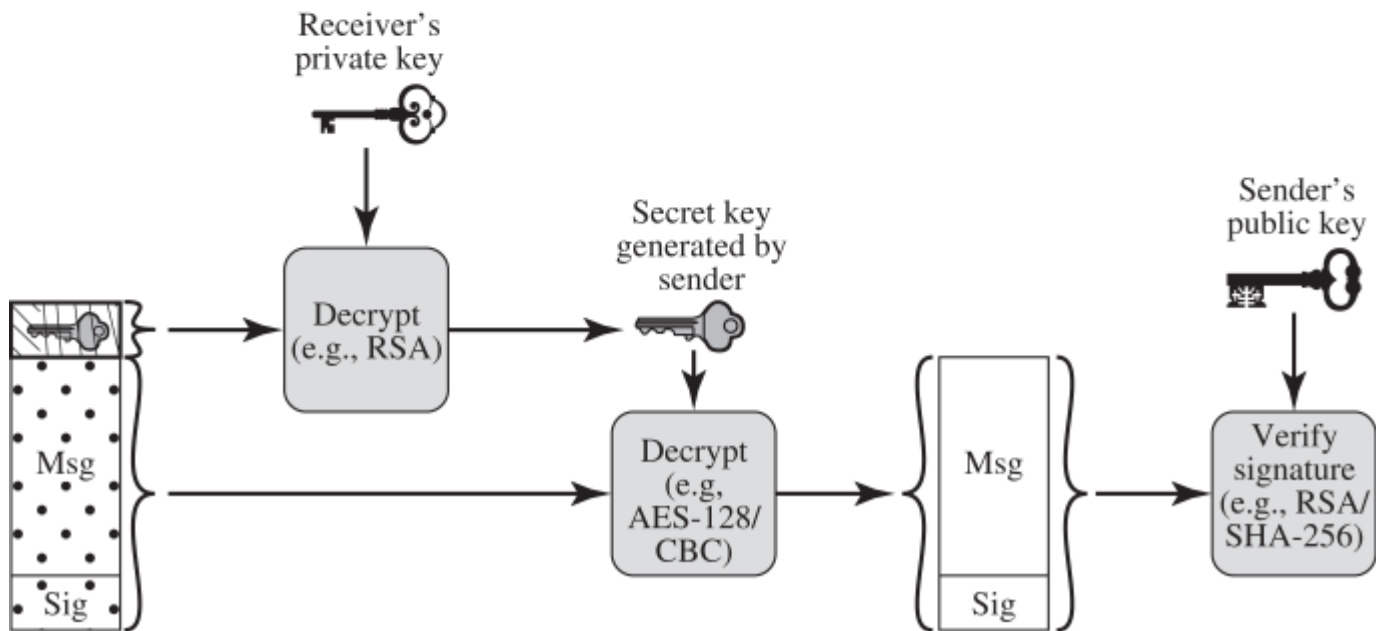 Receiver's
private key
Sender's
public key
Secret key
generated by
sender
Decrypt
(e.g., RSA)
Msg
Sig
Decrypt
(e.g,
AES-128/
CBC)
Msg
Sig
Verify
signature
(e.g., RSA/
SHA-256)